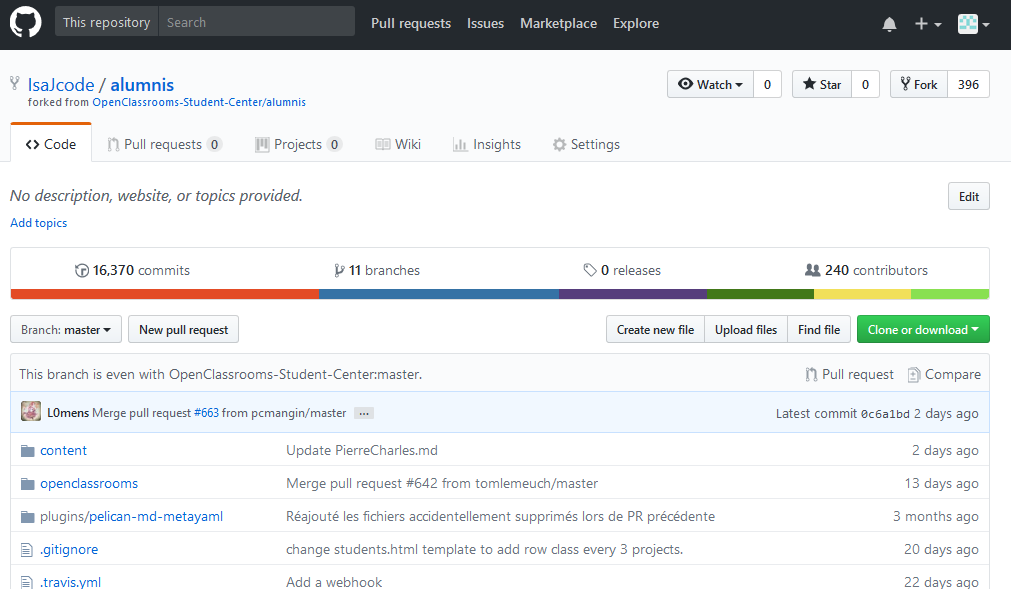 This repository Search Pull requests Issues Marketplace Explore
IsaJcode / alumnis Watch 0 Star 0 Fork 396
forked from OpenClassrooms-Student-Center/alumnis
Code Pull requests 0 Projects 0 Wiki Insights Settings
No description, website, or topics provided. Edit
Add topics
16,370 commits 11 branches 0 releases 240 contributors
Branch: master New pull request Create new file Upload files Find file Clone or download
This branch is even with OpenClassrooms-Student-Center:master. Pull request Compare
L0mens Merge pull request #663 from pcmangin/master ... Latest commit 0c6a1bd 2 days ago
content Update PierreCharles.md 2 days ago
openclassrooms Merge pull request #642 from tomlemeuch/master 13 days ago
plugins/pelican-md-metayaml Réajouté les fichiers accidentellement supprimés lors de PR précédente 3 months ago
.gitignore change students.html template to add row class every 3 projects. 20 days ago
.travis.yml Add a webhook 22 days ago